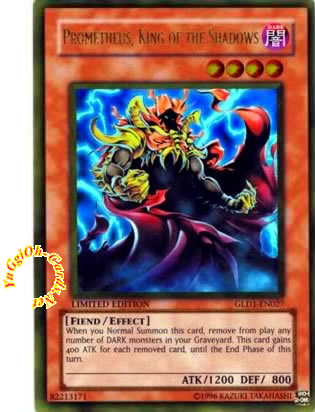 PROMETHEUS, KING OF THE SHADOWS
DARK
闇
LIMITED EDITION
GLD1-EN027
[FIEND / EFFECT]
When you Normal Summon this card, remove from play any
number of DARK monsters in your Graveyard. This card gains
400 ATK for each removed card, until the End Phase of this
turn.
ATK/1200 DEF/ 800
82213171
©1996 KAZUKI TAKAHASHI